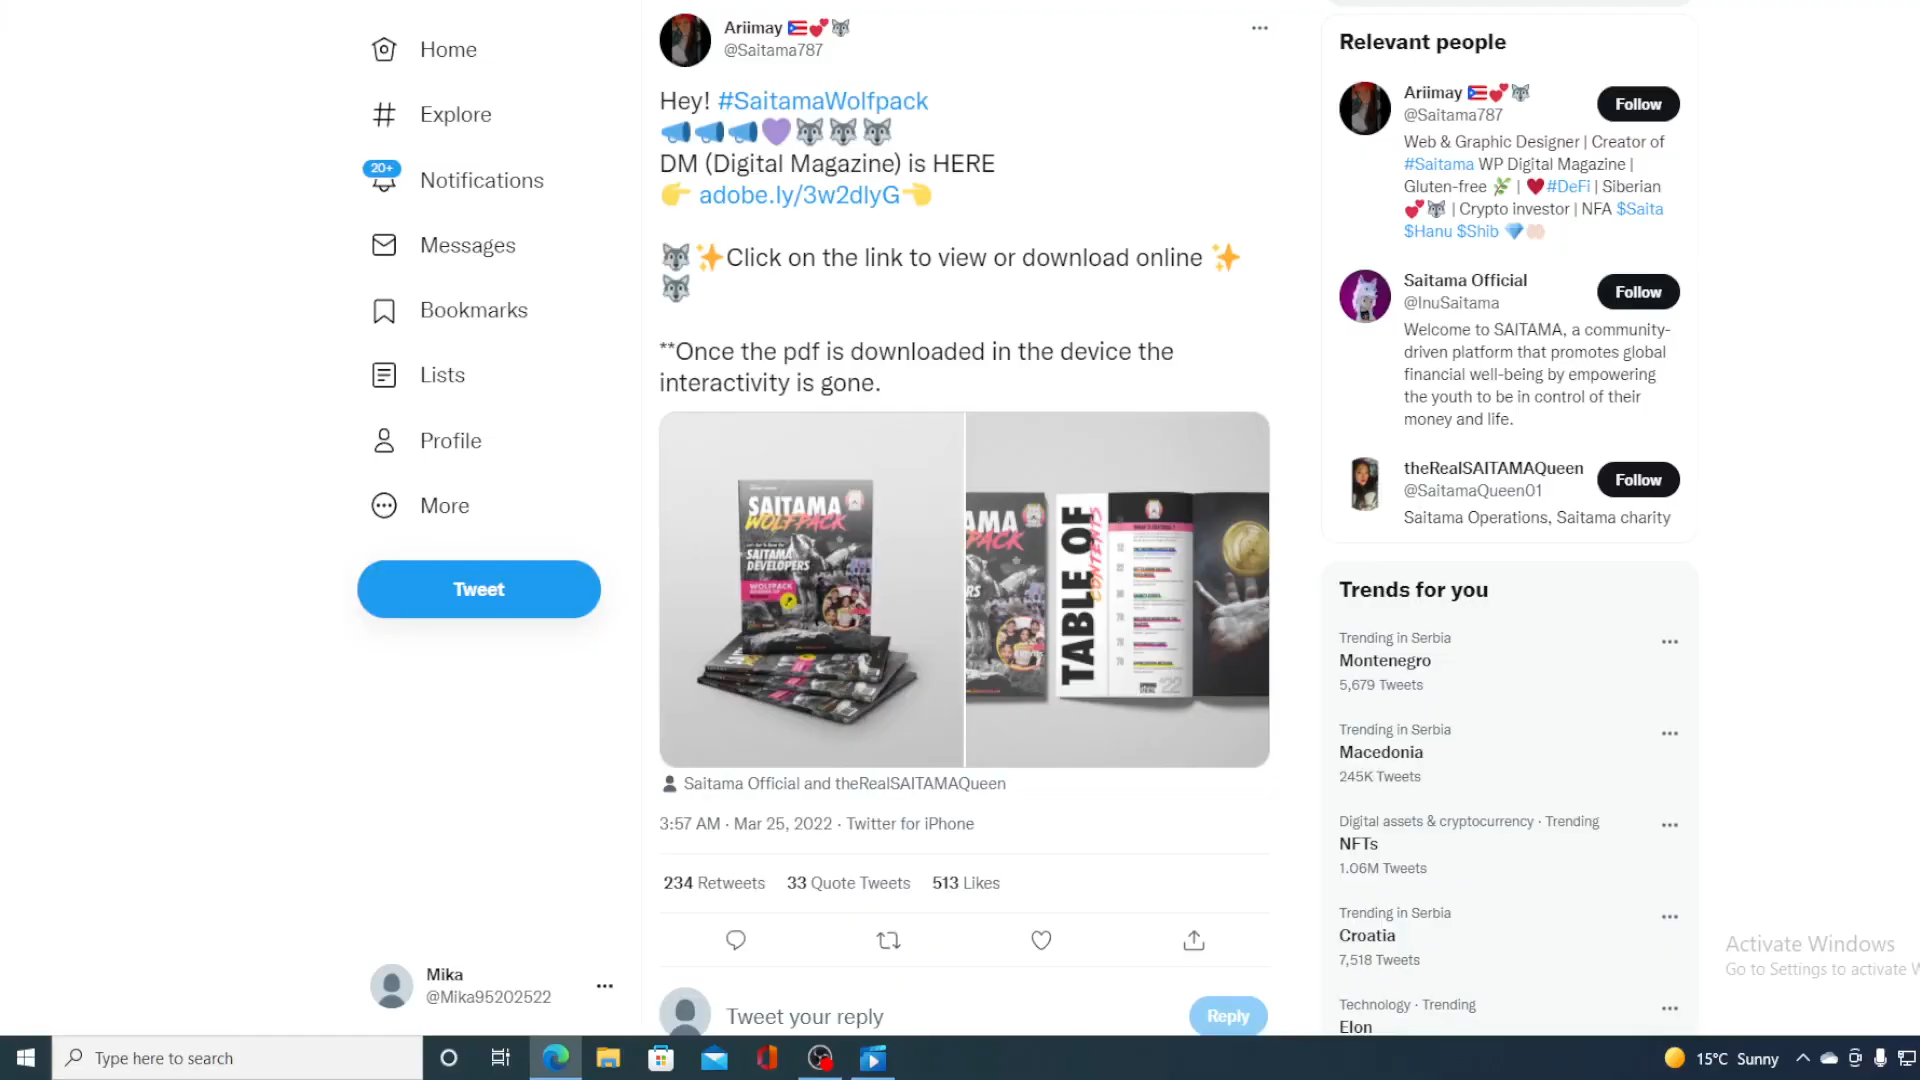 Home
Explore
20+
Notifications
Messages
Bookmarks
Lists
Profile
More
Tweet
Mika
@Mika95202522
Ariimay
@Saitama787
Hey! #SaitamaWolfpack
DM (Digital Magazine) is HERE
adobe.ly/3w2dlyG
Click on the link to view or download online
**Once the pdf is downloaded in the device the
interactivity is gone.
SAITAMA
WOLFPACK
SAITAMA
DEVELOPERS
WOLFPACK
TABLE OF
CONTENTS
SPRING
'22
Saitama Official and theRealSAITAMAQueen
3:57 AM · Mar 25, 2022 · Twitter for iPhone
234 Retweets 33 Quote Tweets 513 Likes
Tweet your reply
Reply
Relevant people
Ariimay
@Saitama787
Follow
Web & Graphic Designer | Creator of
#Saitama WP Digital Magazine |
Gluten-free | #DeFi | Siberian
| Crypto investor | NFA $Saita
$Hanu $Shib
Saitama Official
@InuSaitama
Follow
Welcome to SAITAMA, a community-
driven platform that promotes global
financial well-being by empowering
the youth to be in control of their
money and life.
theRealSAITAMAQueen
@SaitamaQueen01
Follow
Saitama Operations, Saitama charity
Trends for you
Trending in Serbia
Montenegro
5,679 Tweets
Trending in Serbia
Macedonia
245K Tweets
Digital assets & cryptocurrency · Trending
NFTs
1.06M Tweets
Trending in Serbia
Croatia
7,518 Tweets
Technology · Trending
Elon
Activate Windows
Go to Settings to activate W
Type here to search
15°C Sunny